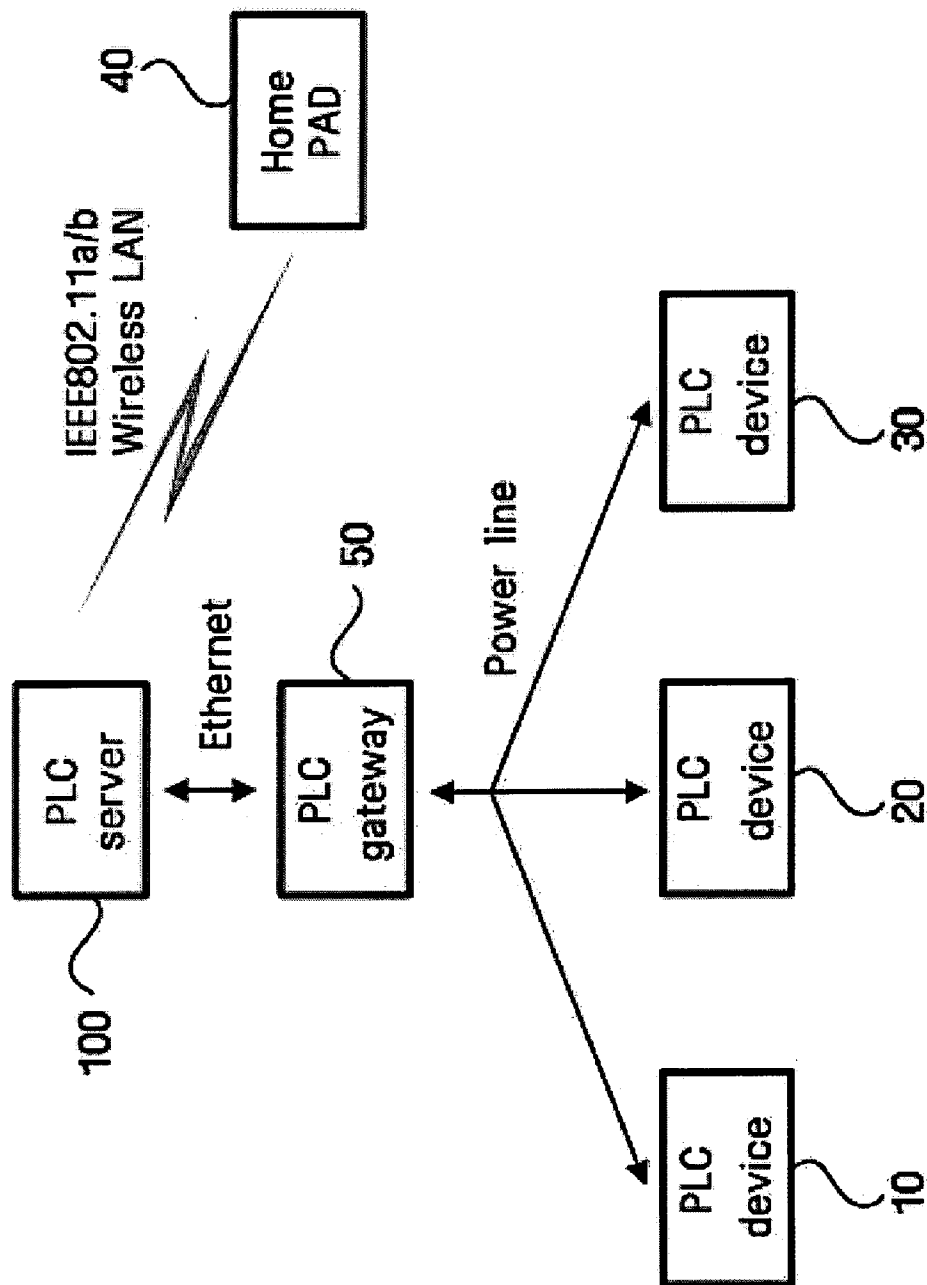 100
PLC
server
IEEE802.11a/b
Wireless LAN
40
Home
PAD
Ethernet
50
PLC
gateway
Power line
PLC
device
10
PLC
device
20
PLC
device
30